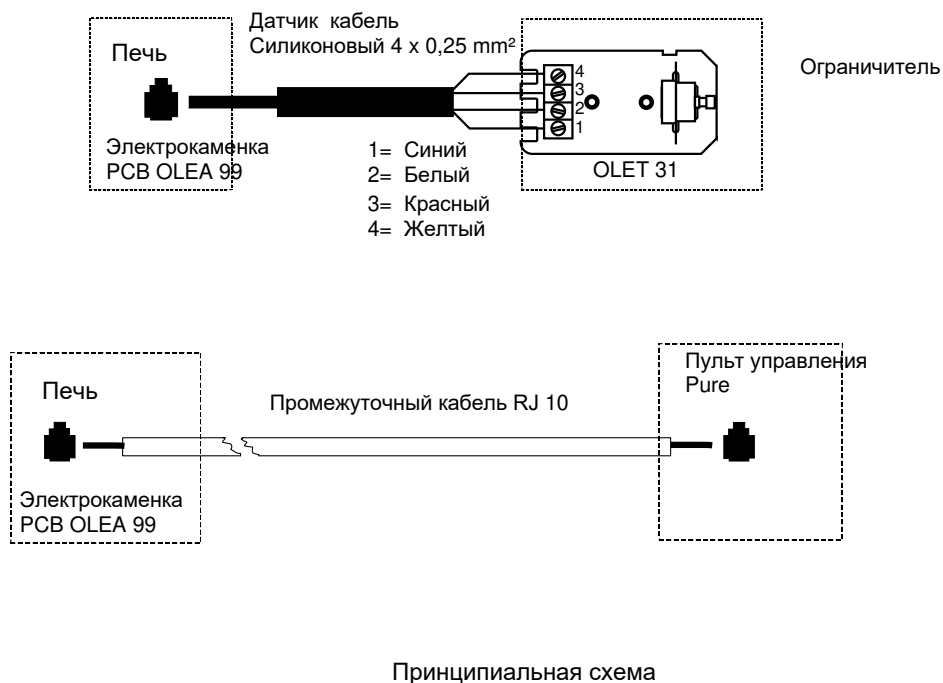 Датчик кабель
Силиконовый 4 x 0,25 mm²
Печь
Ограничитель
4
3
2
1
Электрокаменка
PCB OLEA 99
1= Синий
2= Белый
3= Красный
4= Желтый
OLET 31
Пульт управления
Pure
Печь
Промежуточный кабель RJ 10
Электрокаменка
PCB OLEA 99
Принципиальная схема